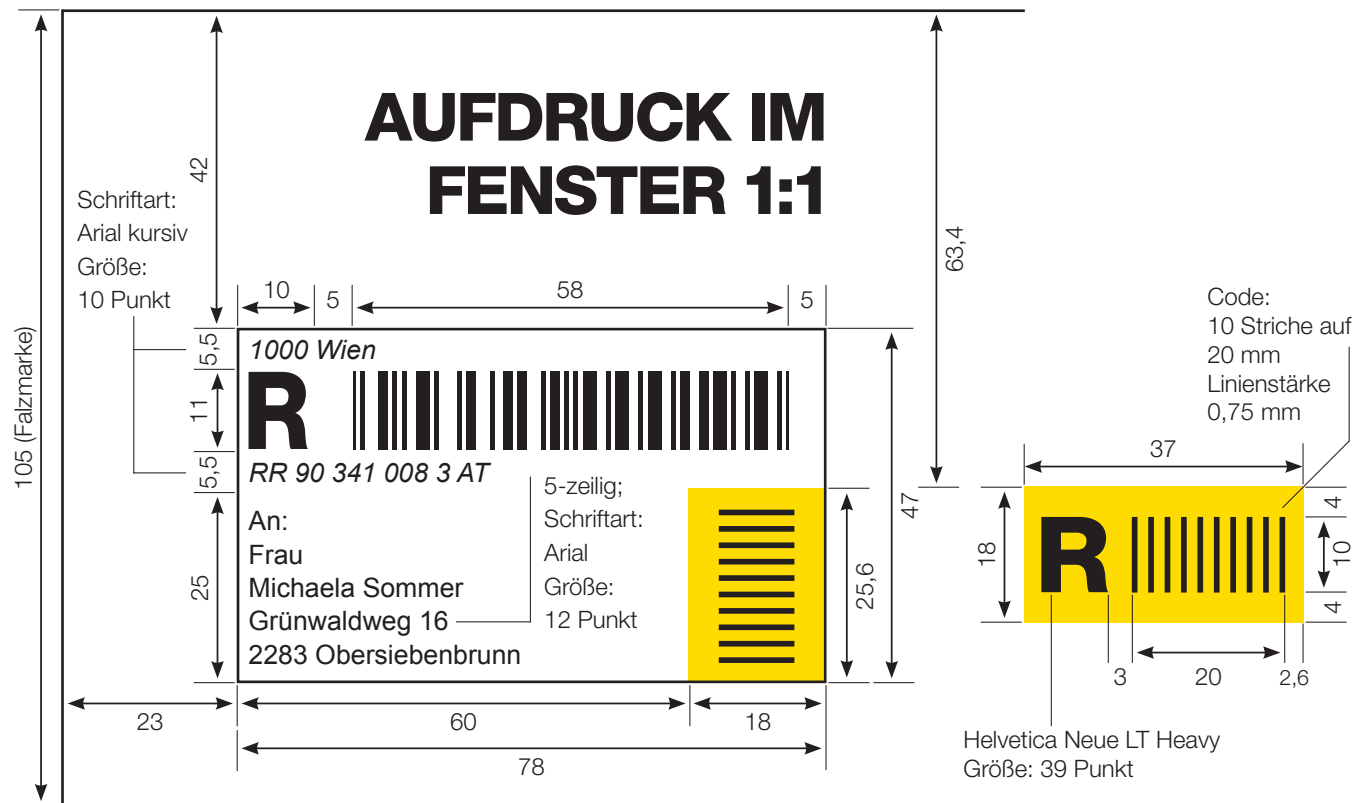 AUFDRUCK IM
FENSTER 1:1
42
63,4
105 (Falzmarke)
Schriftart:
Arial kursiv
Größe:
10 Punkt
10
5
58
5
5,5
11
5,5
25
1000 Wien
R
RR 90 341 008 3 AT
An:
Frau
Michaela Sommer
Grünwaldweg 16
2283 Obersiebenbrunn
5-zeilig;
Schriftart:
Arial
Größe:
12 Punkt
25,6
47
23
60
18
78
Code:
10 Striche auf
20 mm
Linienstärke
0,75 mm
37
18
R
4
10
4
3
20
2,6
Helvetica Neue LT Heavy
Größe: 39 Punkt